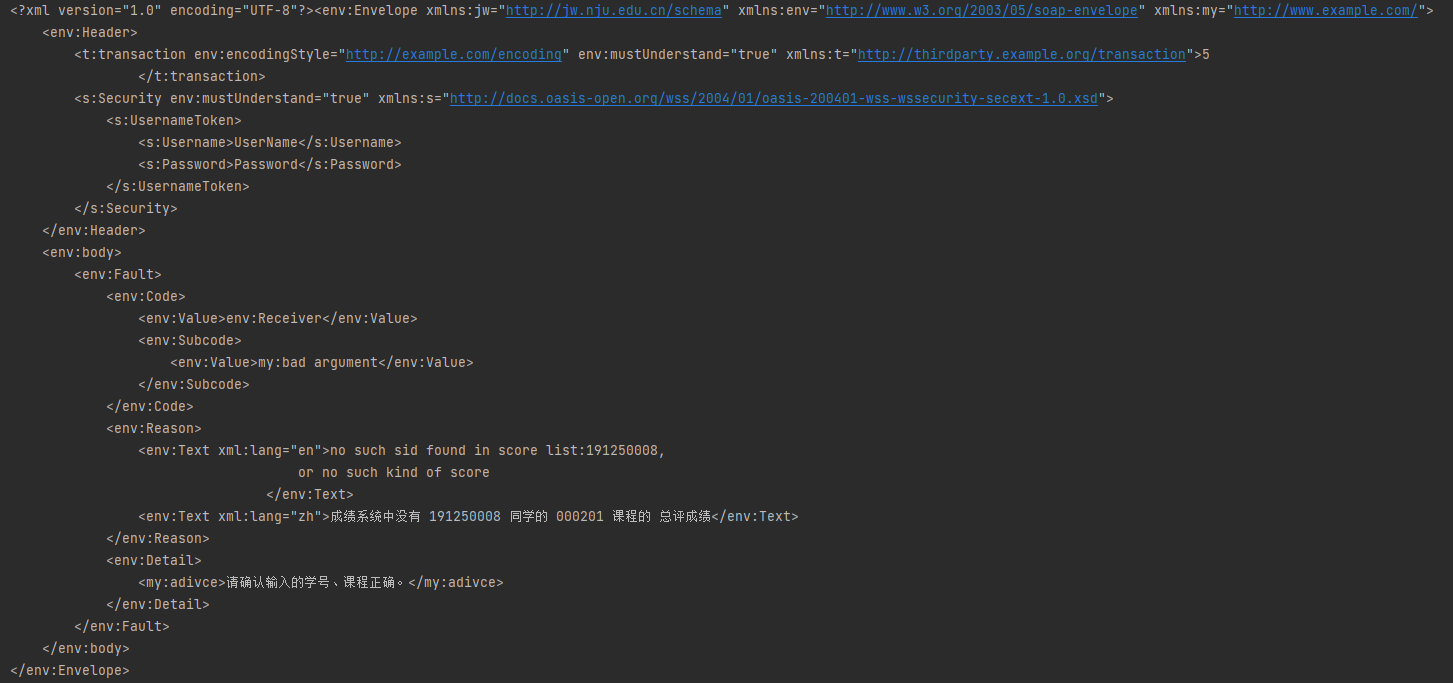 <?xml version="1.0" encoding="UTF-8"?><env:Envelope xmlns:jw="http://jw.nju.edu.cn/schema" xmlns:env="http://www.w3.org/2003/05/soap-envelope" xmlns:my="http://www.example.com/">
<env:Header>
<t:transaction env:encodingStyle="http://example.com/encoding" env:mustUnderstand="true" xmlns:t="http://thirdparty.example.org/transaction">5
</t:transaction>
<s:Security env:mustUnderstand="true" xmlns:s="http://docs.oasis-open.org/wss/2004/01/oasis-200401-wss-wssecurity-secext-1.0.xsd">
<s:UsernameToken>
<s:Username>UserName</s:Username>
<s:Password>Password</s:Password>
</s:UsernameToken>
</s:Security>
</env:Header>
<env:body>
<env:Fault>
<env:Code>
<env:Value>env:Receiver</env:Value>
<env:Subcode>
<env:Value>my:bad argument</env:Value>
</env:Subcode>
</env:Code>
<env:Reason>
<env:Text xml:lang="en">no such sid found in score list:191250008,
or no such kind of score
</env:Text>
<env:Text xml:lang="zh">成绩系统中没有 191250008 同学的 000201 课程的 总评成绩</env:Text>
</env:Reason>
<env:Detail>
<my:adivce>请确认输入的学号、课程正确。</my:adivce>
</env:Detail>
</env:Fault>
</env:body>
</env:Envelope>